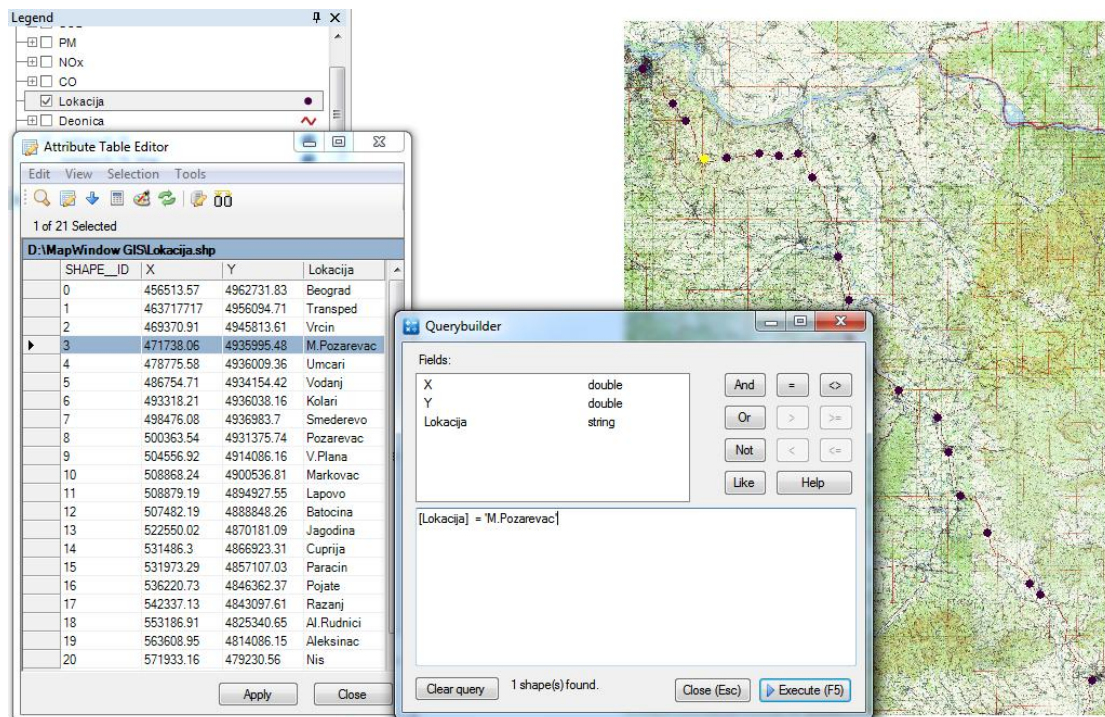 Legend
PM
NOx
CO
Lokacija
Deonica
Attribute Table Editor
Edit View Selection Tools
1 of 21 Selected
D:\MapWindow GIS\Lokacija.shp
SHAPE__ID X Y Lokacija
0 456513.57 4962731.83 Beograd
1 463717717 4956094.71 Transped
2 469370.91 4945813.61 Vrcin
3 471738.06 4935995.48 M.Pozarevac
4 478775.58 4936009.36 Umcari
5 486754.71 4934154.42 Vodanj
6 493318.21 4936038.16 Kolari
7 498476.08 4936983.7 Smederevo
8 500363.54 4931375.74 Pozarevac
9 504556.92 4914086.16 V.Plana
10 508868.24 4900536.81 Markovac
11 508879.19 4894927.55 Lapovo
12 507482.19 4888848.26 Batocina
13 522550.02 4870181.09 Jagodina
14 531486.3 4866923.31 Cuprija
15 531973.29 4857107.03 Paracin
16 536220.73 4846362.37 Pojate
17 542337.13 4843097.61 Razanj
18 553186.91 4825340.65 Al.Rudnici
19 563608.95 4814086.15 Aleksinac
20 571933.16 479230.56 Nis
Apply Close
Querybuilder
Fields:
X double
Y double
Lokacija string
And = <>
Or > >=
Not < <=
Like Help
[Lokacija] = 'M.Pozarevac'
Clear query 1 shape(s) found. Close (Esc) Execute (F5)